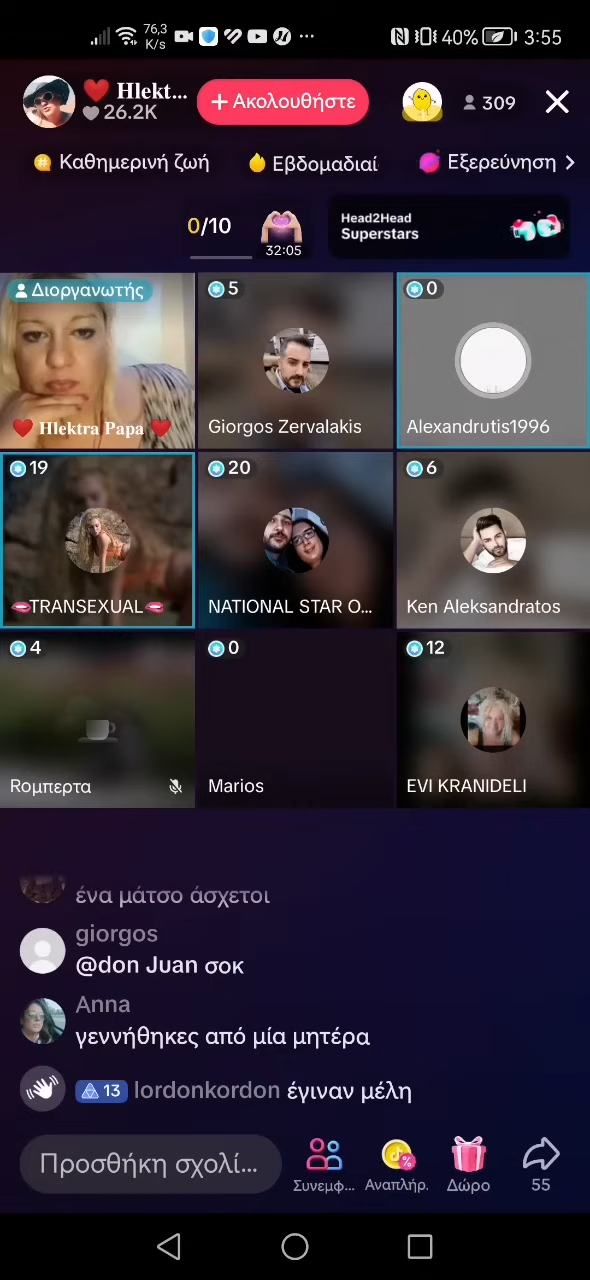 76,3
K/s
40%
3:55
❤️ Hlekt...
26.2K
+ Ακολουθήστε
309
Καθημερινή ζωή
Εβδομαδιαί
Εξερεύνηση
0/10
32:05
Head2Head
Superstars
Διοργανωτής
❤️ Hlektra Papa ❤️
5
Giorgos Zervalakis
0
Alexandrutis1996
19
🫦TRANSEXUAL🫦
20
NATIONAL STAR O...
6
Ken Aleksandratos
4
Ρομπερτα
0
Marios
12
EVI KRANIDELI
ένα μάτσο άσχετοι
giorgos
@don Juan σοκ
Anna
γεννήθηκες από μία μητέρα
13 lordonkordon έγιναν μέλη
Προσθήκη σχολί...
Συνεμφ...
Αναπλήρ.
Δώρο
55